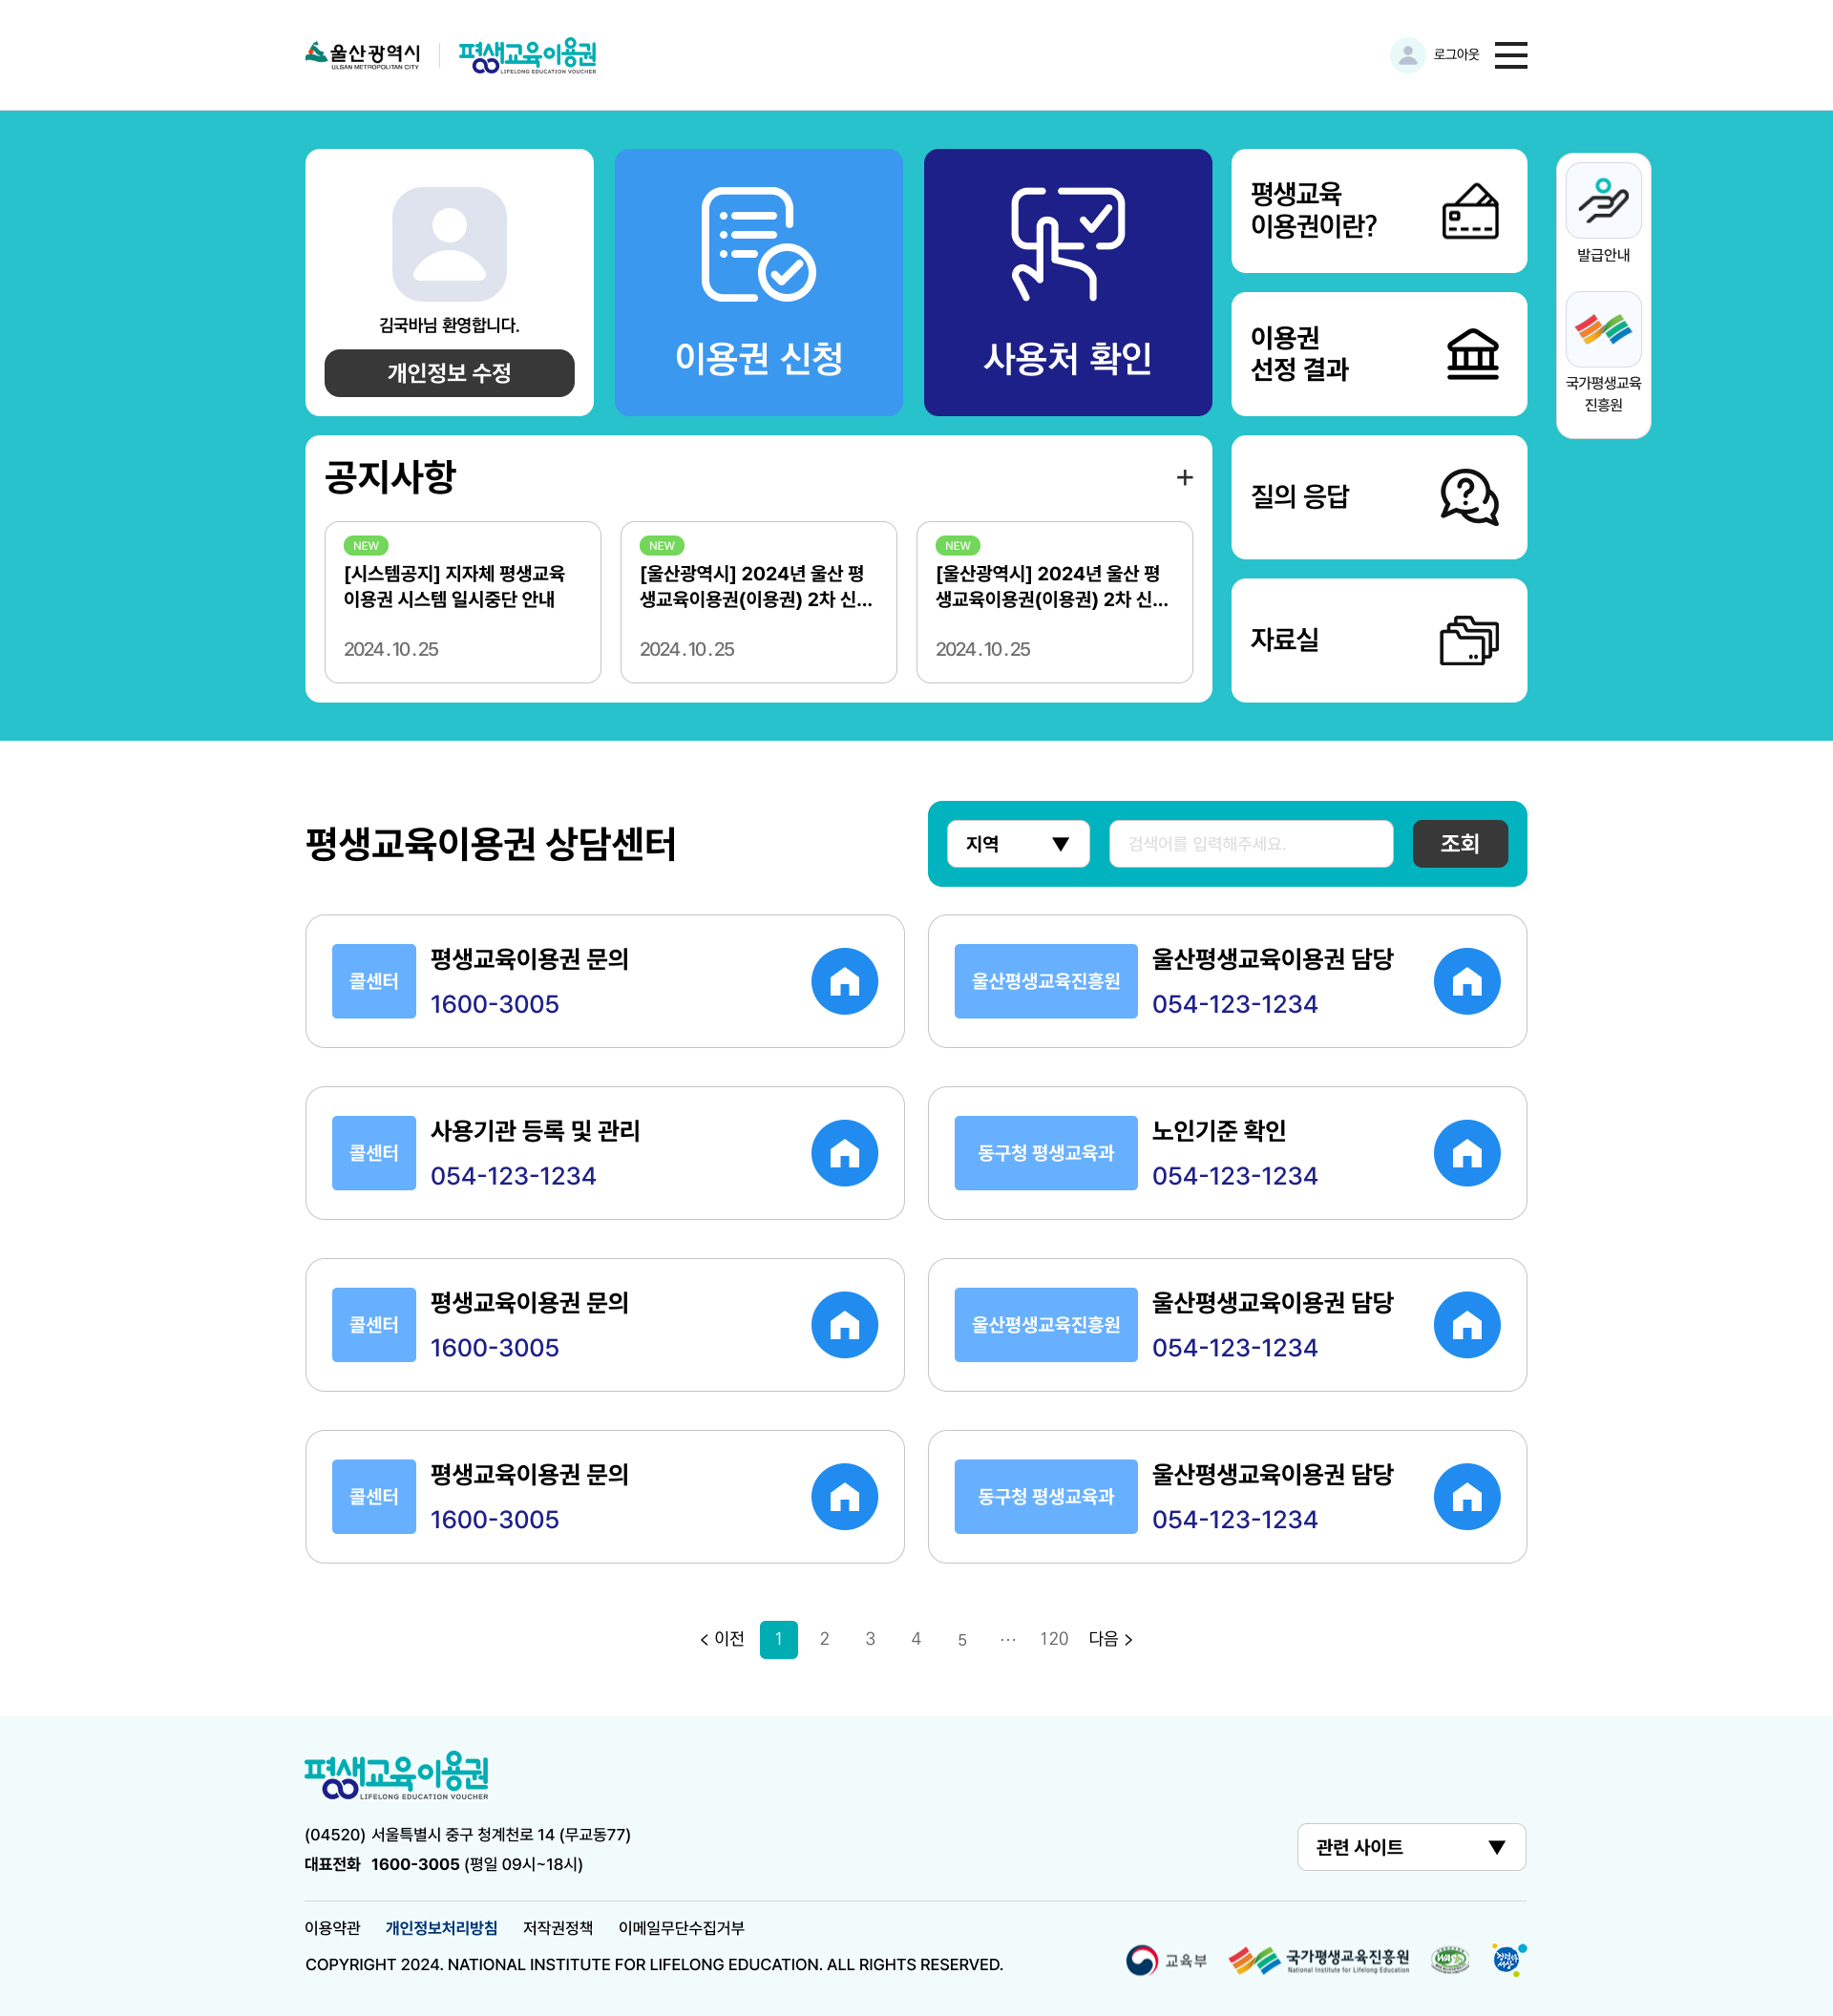 울산광역시
ULSAN METROPOLITAN CITY
평생교육이용권
LIFELONG EDUCATION VOUCHER
로그아웃
김국바님 환영합니다.
개인정보 수정
이용권 신청
사용처 확인
평생교육
이용권이란?
이용권
선정 결과
질의 응답
자료실
발급안내
국가평생교육
진흥원
공지사항
NEW
[시스템공지] 지자체 평생교육
이용권 시스템 일시중단 안내
2024.10.25
NEW
[울산광역시] 2024년 울산 평
생교육이용권(이용권) 2차 신...
2024.10.25
NEW
[울산광역시] 2024년 울산 평
생교육이용권(이용권) 2차 신...
2024.10.25
평생교육이용권 상담센터
지역 ▼
검색어를 입력해주세요.
조회
콜센터
평생교육이용권 문의
1600-3005
울산평생교육진흥원
울산평생교육이용권 담당
054-123-1234
콜센터
사용기관 등록 및 관리
054-123-1234
동구청 평생교육과
노인기준 확인
054-123-1234
콜센터
평생교육이용권 문의
1600-3005
울산평생교육진흥원
울산평생교육이용권 담당
054-123-1234
콜센터
평생교육이용권 문의
1600-3005
동구청 평생교육과
울산평생교육이용권 담당
054-123-1234
< 이전 1 2 3 4 5 ··· 120 다음 >
평생교육이용권
LIFELONG EDUCATION VOUCHER
(04520) 서울특별시 중구 청계천로 14 (무교동77)
대표전화 1600-3005 (평일 09시~18시)
관련 사이트 ▼
이용약관 개인정보처리방침 저작권정책 이메일무단수집거부
COPYRIGHT 2024. NATIONAL INSTITUTE FOR LIFELONG EDUCATION. ALL RIGHTS RESERVED.
교육부
국가평생교육진흥원
National Institute for Lifelong Education